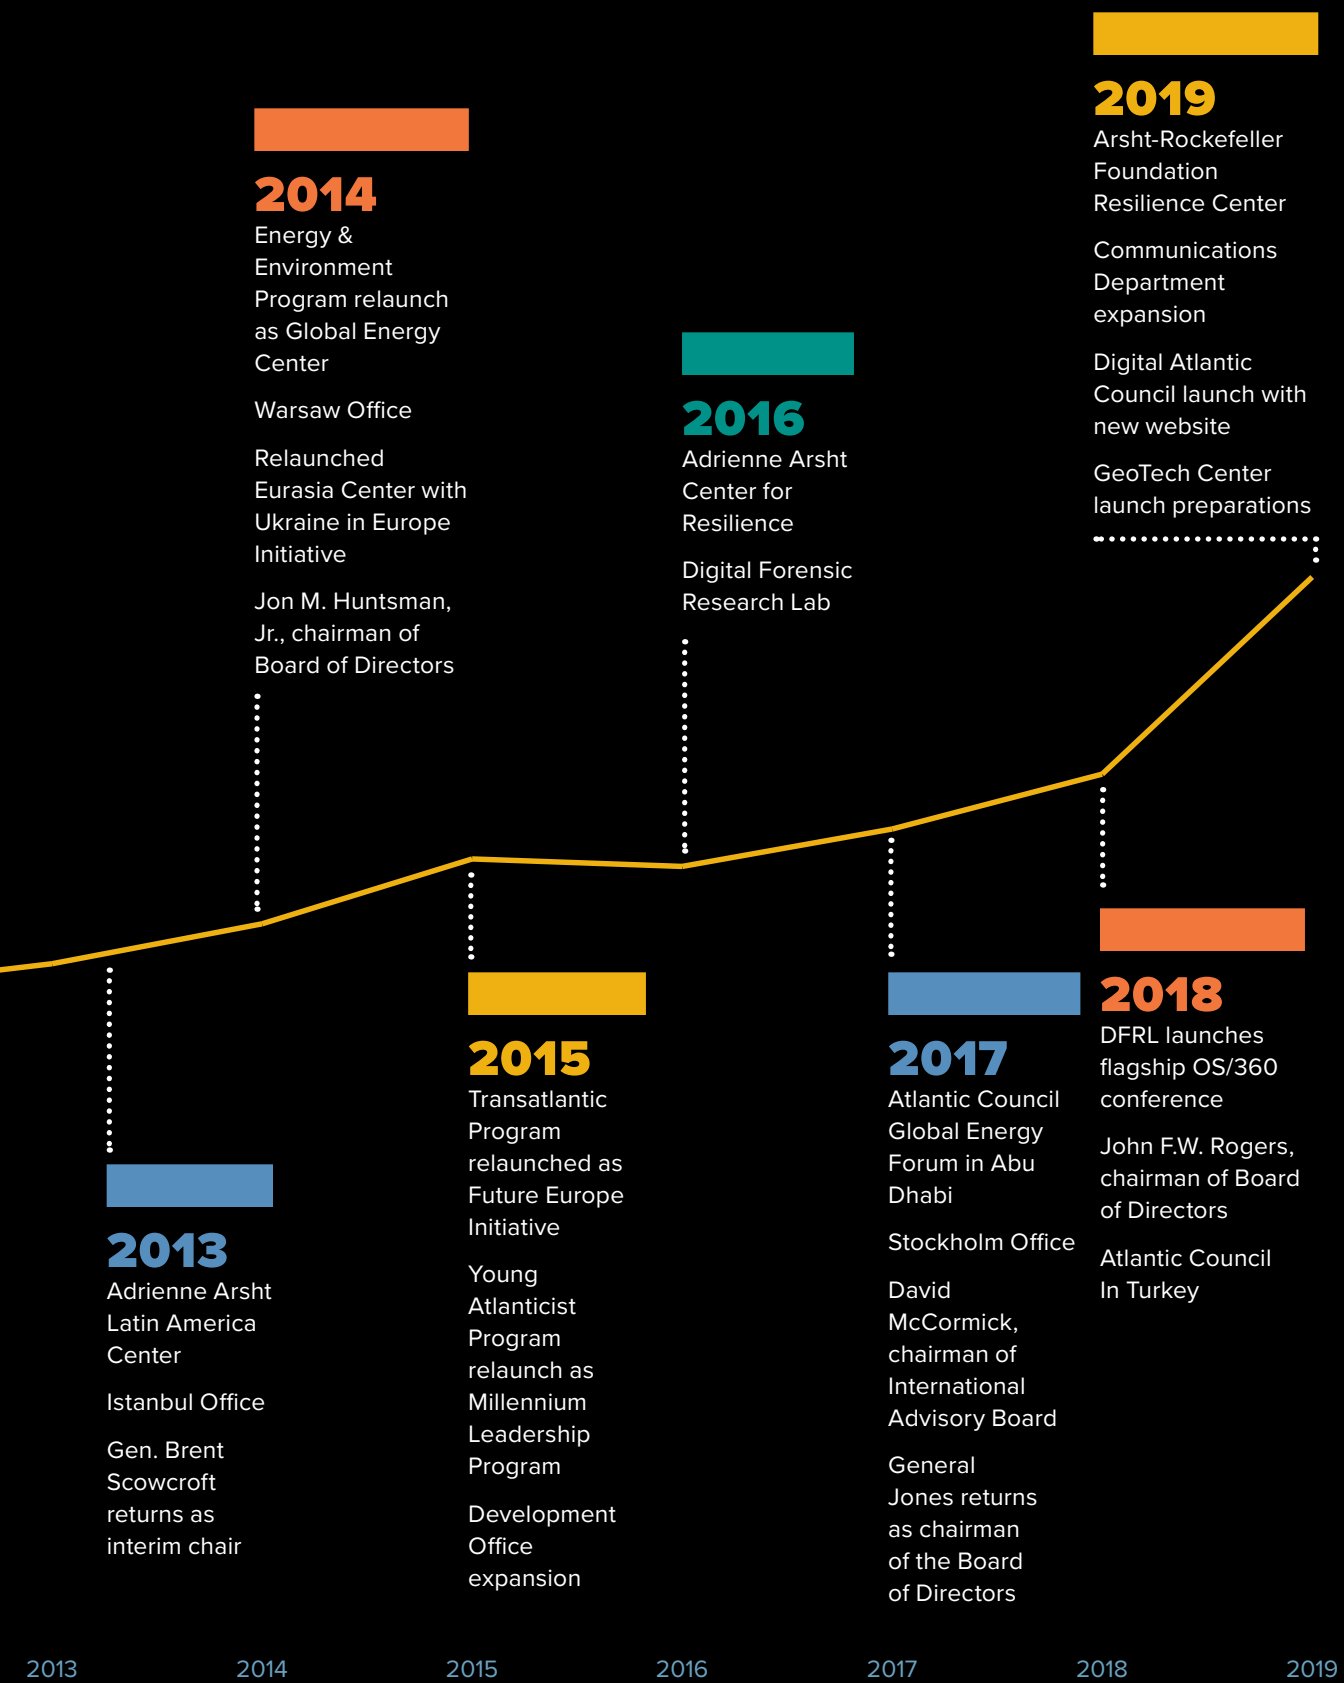 2013
Adrienne Arsht
Latin America
Center
Istanbul Office
Gen. Brent
Scowcroft
returns as
interim chair
2014
Energy &
Environment
Program relaunch
as Global Energy
Center
Warsaw Office
Relaunched
Eurasia Center with
Ukraine in Europe
Initiative
Jon M. Huntsman,
Jr., chairman of
Board of Directors
2015
Transatlantic
Program
relaunched as
Future Europe
Initiative
Young
Atlanticist
Program
relaunch as
Millennium
Leadership
Program
Development
Office
expansion
2016
Adrienne Arsht
Center for
Resilience
Digital Forensic
Research Lab
2017
Atlantic Council
Global Energy
Forum in Abu
Dhabi
Stockholm Office
David
McCormick,
chairman of
International
Advisory Board
General
Jones returns
as chairman
of the Board
of Directors
2018
DFRL launches
flagship OS/360
conference
John F.W. Rogers,
chairman of Board
of Directors
Atlantic Council
In Turkey
2019
Arsht-Rockefeller
Foundation
Resilience Center
Communications
Department
expansion
Digital Atlantic
Council launch with
new website
GeoTech Center
launch preparations
2013 2014 2015 2016 2017 2018 2019